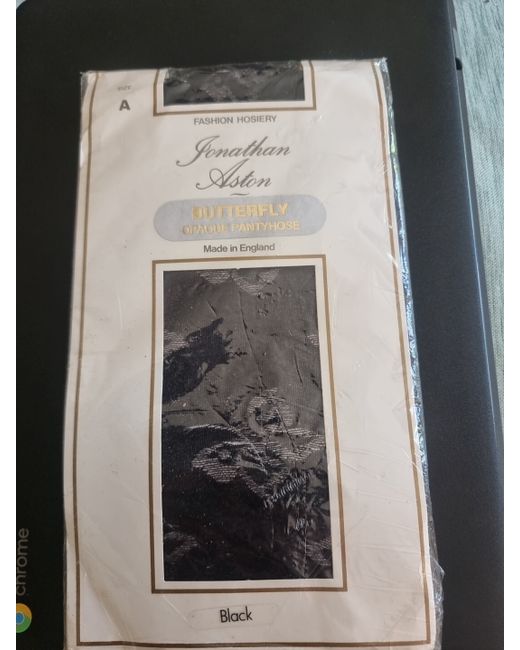 SIZE
A
FASHION HOSIERY
Jonathan
Aston
BUTTERFLY
OPAQUE PANTYHOSE
Made in England
Black
chrome